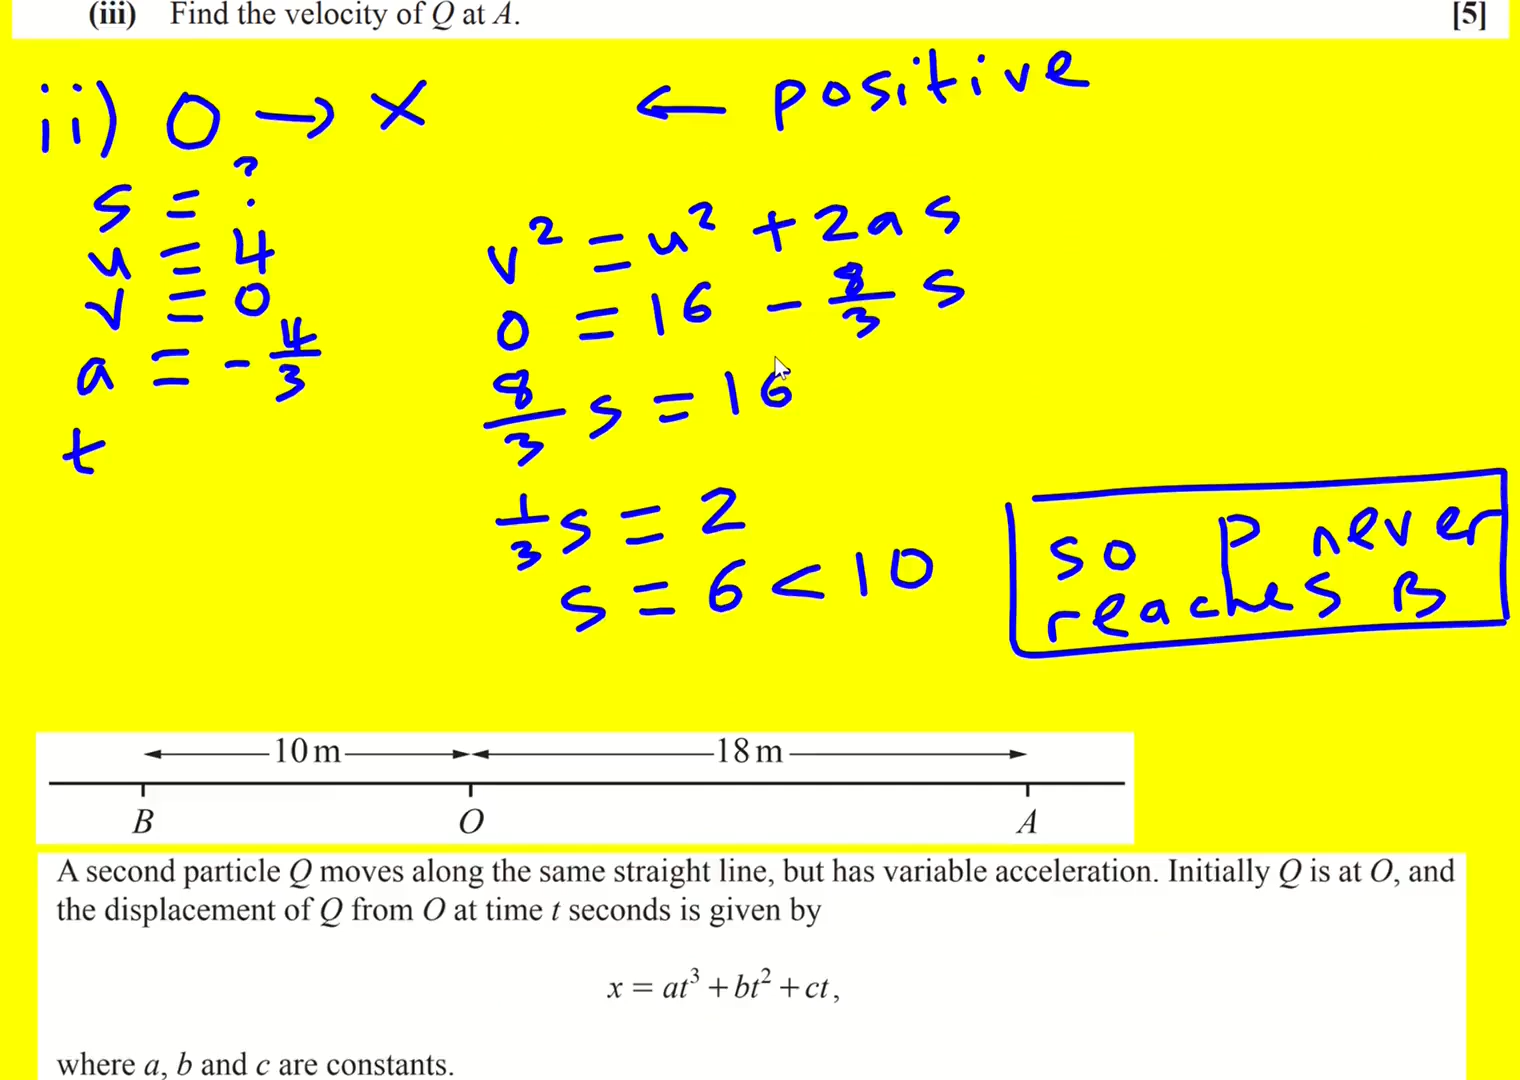 (iii) Find the velocity of Q at A. [5]
ii) O → X ← positive
s = ?
u = 4
v = 0
a = - 4/3
t
v² = u² + 2as
0 = 16 - 8/3 s
8/3 s = 16
1/3 s = 2
s = 6 < 10
so P never
reaches B
10 m 18 m
B O A
A second particle Q moves along the same straight line, but has variable acceleration. Initially Q is at O, and
the displacement of Q from O at time t seconds is given by
x = at³ + bt² + ct,
where a, b and c are constants.